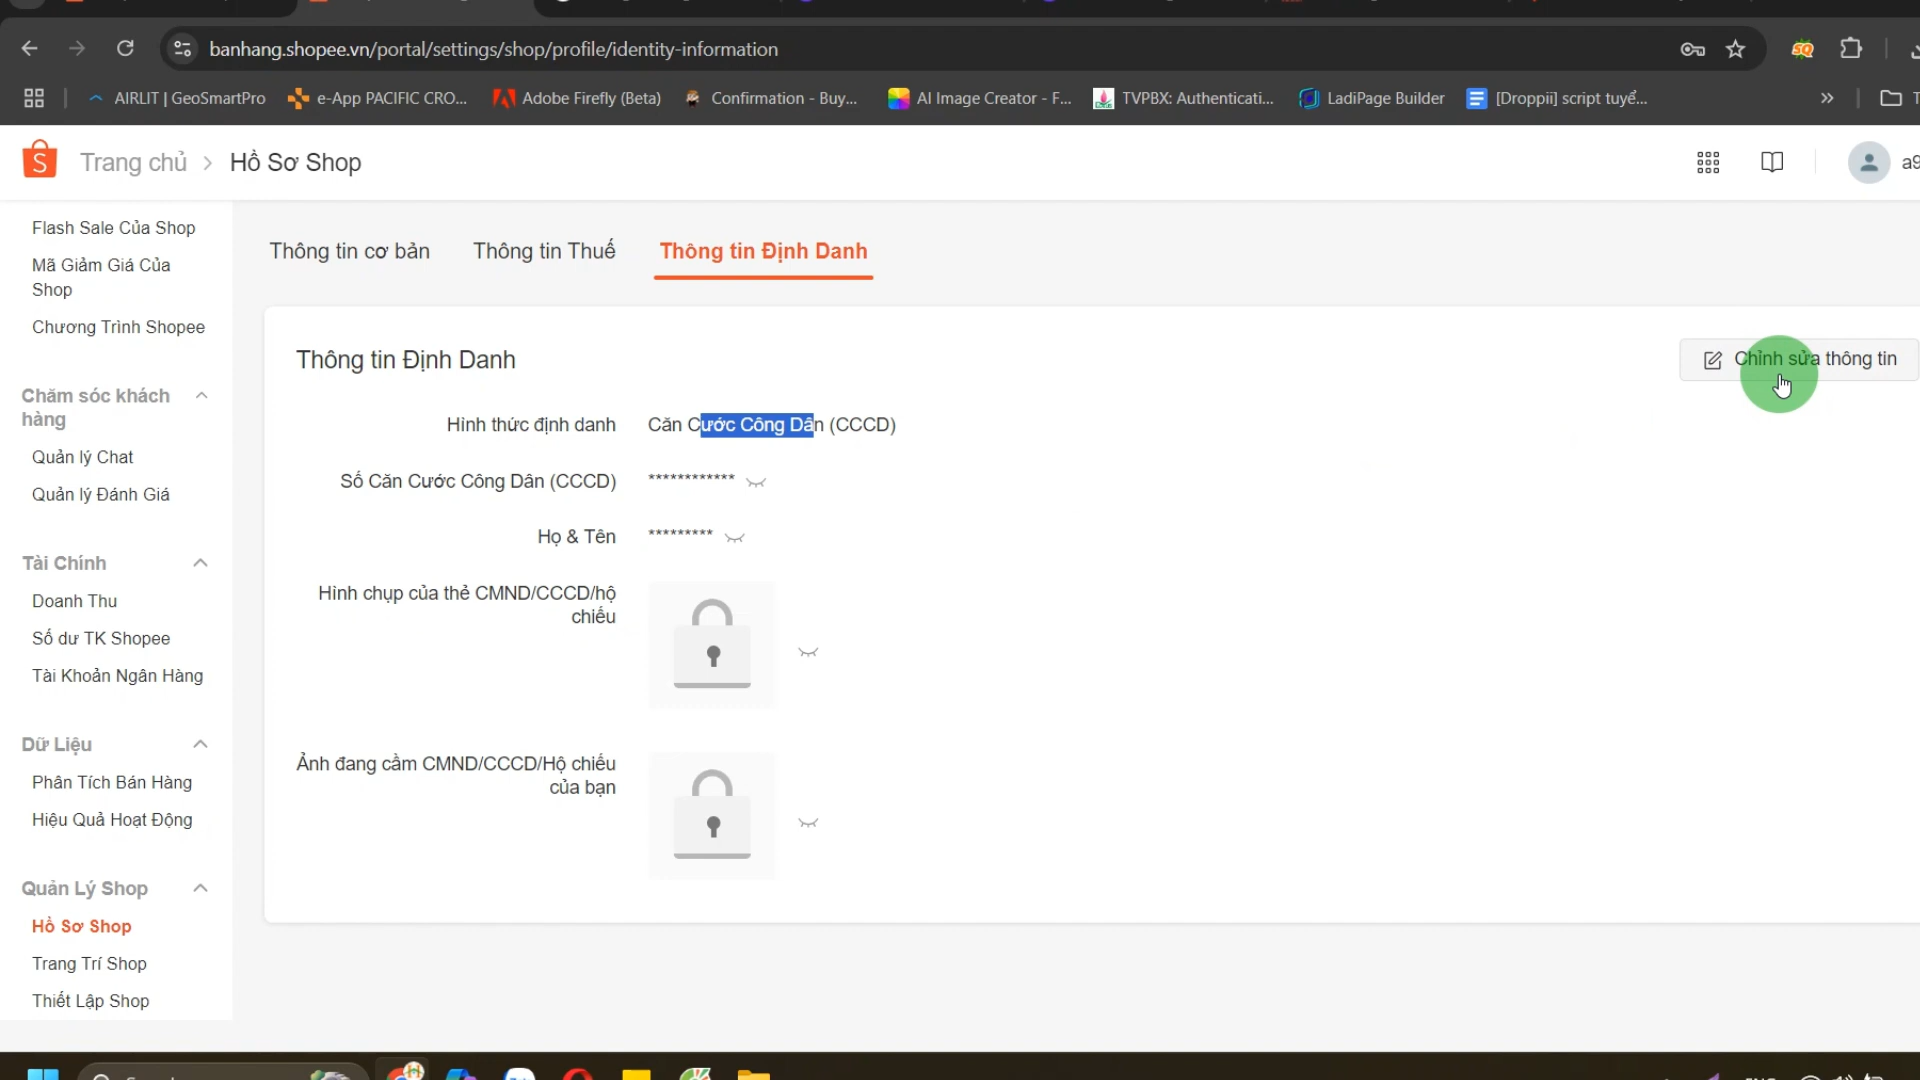 banhang.shopee.vn/portal/settings/shop/profile/identity-information
AIRLIT | GeoSmartPro
e-App PACIFIC CRO...
Adobe Firefly (Beta)
Confirmation - Buy...
AI Image Creator - F...
TVPBX: Authenticati...
LadiPage Builder
[Droppii] script tuyể...
Trang chủ > Hồ Sơ Shop
a9
Flash Sale Của Shop
Mã Giảm Giá Của
Shop
Chương Trình Shopee
Chăm sóc khách
hàng
Quản lý Chat
Quản lý Đánh Giá
Tài Chính
Doanh Thu
Số dư TK Shopee
Tài Khoản Ngân Hàng
Dữ Liệu
Phân Tích Bán Hàng
Hiệu Quả Hoạt Động
Quản Lý Shop
Hồ Sơ Shop
Trang Trí Shop
Thiết Lập Shop
Thông tin cơ bản
Thông tin Thuế
Thông tin Định Danh
Thông tin Định Danh
Chỉnh sửa thông tin
Hình thức định danh
Căn Cước Công Dân (CCCD)
Số Căn Cước Công Dân (CCCD)
************
Họ & Tên
*********
Hình chụp của thẻ CMND/CCCD/hộ
chiếu
Ảnh đang cầm CMND/CCCD/Hộ chiếu
của bạn